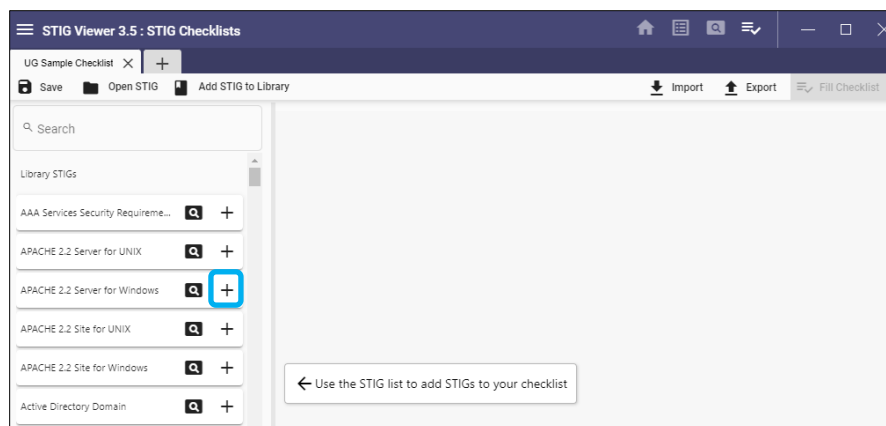 STIG Viewer 3.5 : STIG Checklists
UG Sample Checklist
Save Open STIG Add STIG to Library Import Export Fill Checklist
Search
Library STIGs
AAA Services Security Requireme...
APACHE 2.2 Server for UNIX
APACHE 2.2 Server for Windows
APACHE 2.2 Site for UNIX
APACHE 2.2 Site for Windows
Active Directory Domain
Use the STIG list to add STIGs to your checklist